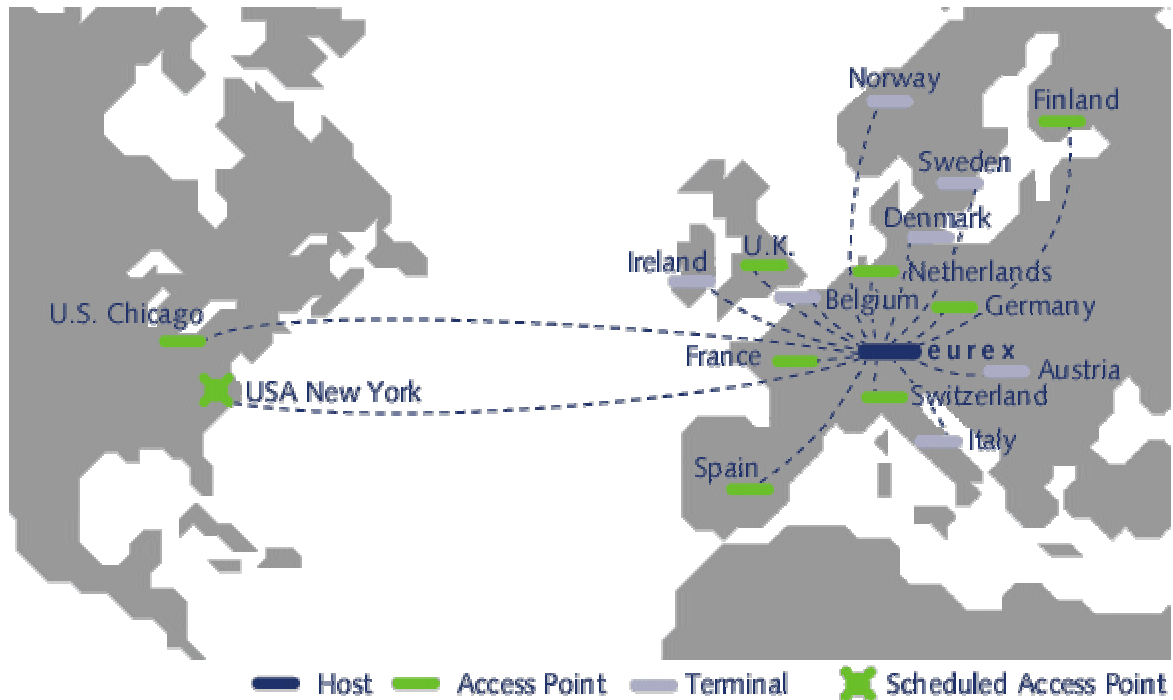 Norway
Finland
Sweden
Denmark
U.K.
Ireland
Netherlands
Belgium
Germany
U.S. Chicago
France
eurex
Austria
USA New York
Switzerland
Italy
Spain
Host
Access Point
Terminal
Scheduled Access Point